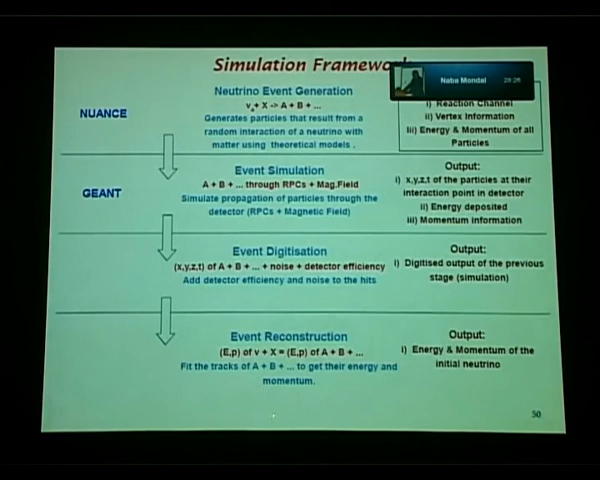 Simulation Framework
Naba Mondal
NUANCE
Neutrino Event Generation
ν + X -> A + B + ...
Generates particles that result from a
random interaction of a neutrino with
matter using theoretical models .
i) Reaction Channel
ii) Vertex Information
iii) Energy & Momentum of all
Particles
GEANT
Event Simulation
A + B + ... through RPCs + Mag.Field
Simulate propagation of particles through the
detector (RPCs + Magnetic Field)
Output:
i) x,y,z,t of the particles at their
interaction point in detector
ii) Energy deposited
iii) Momentum information
Event Digitisation
(x,y,z,t) of A + B + ... + noise + detector efficiency
Add detector efficiency and noise to the hits
Output:
i) Digitised output of the previous
stage (simulation)
Event Reconstruction
(E,p) of ν + X = (E,p) of A + B + ...
Fit the tracks of A + B + ... to get their energy and
momentum.
Output:
i) Energy & Momentum of the
initial neutrino
50